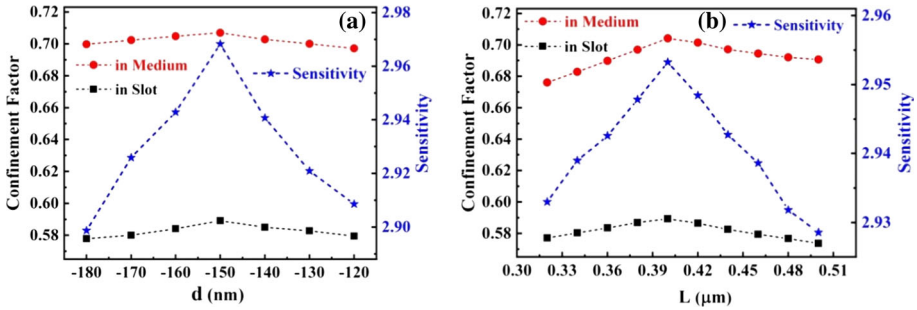 (a)
in Medium
in Slot
Sensitivity
Confinement Factor
0.72
0.70
0.68
0.66
0.64
0.62
0.60
0.58
2.98
2.96
2.94
2.92
2.90
Sensitivity
-180 -170 -160 -150 -140 -130 -120
d (nm)
(b)
in Medium
in Slot
Sensitivity
Confinement Factor
0.72
0.70
0.68
0.66
0.64
0.62
0.60
0.58
2.96
2.95
2.94
2.93
Sensitivity
0.30 0.33 0.36 0.39 0.42 0.45 0.48 0.51
L (μm)